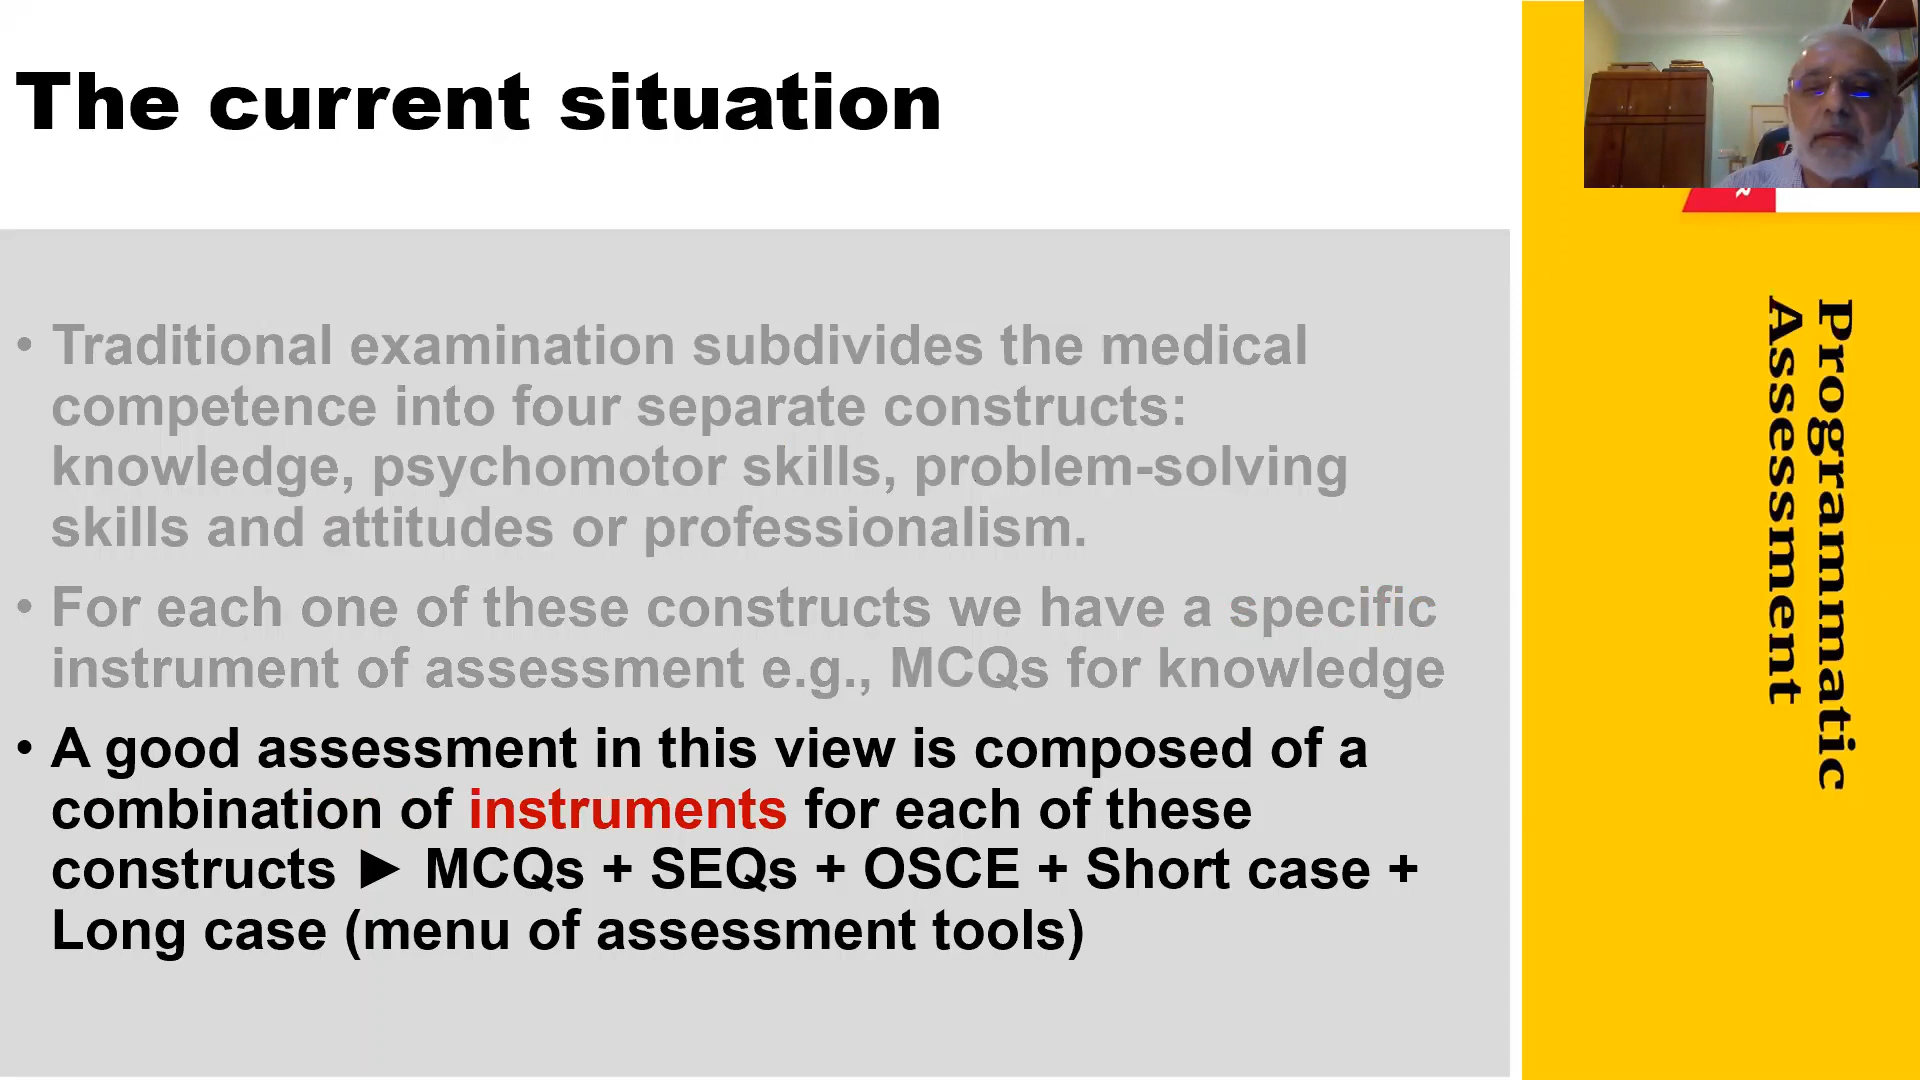 The current situation
• Traditional examination subdivides the medical
competence into four separate constructs:
knowledge, psychomotor skills, problem-solving
skills and attitudes or professionalism.
• For each one of these constructs we have a specific
instrument of assessment e.g., MCQs for knowledge
• A good assessment in this view is composed of a
combination of instruments for each of these
constructs ► MCQs + SEQs + OSCE + Short case +
Long case (menu of assessment tools)
Programmatic
Assessment